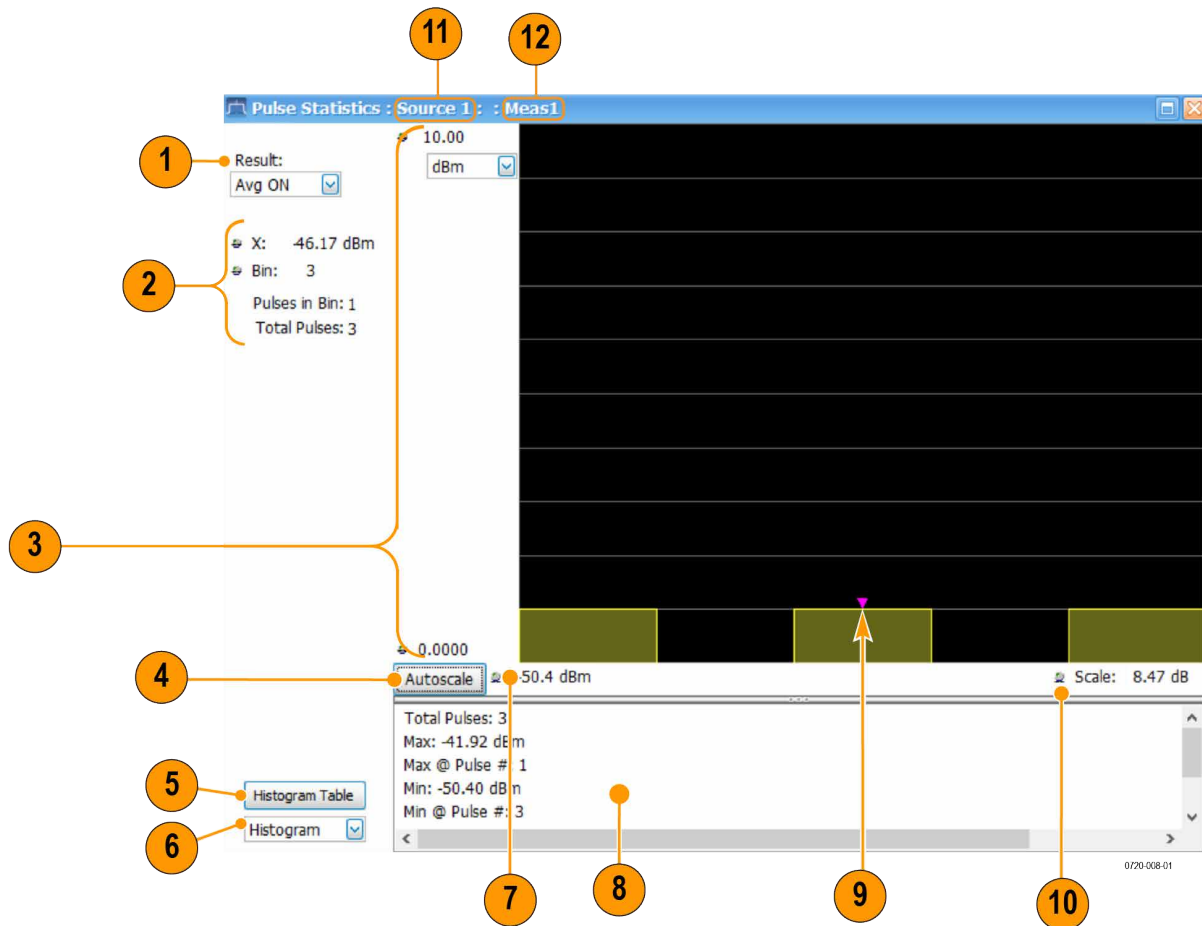 11
12
Pulse Statistics : Source 1 : : Meas1
10.00
dBm
1
Result:
Avg ON
2
X: -46.17 dBm
Bin: 3
Pulses in Bin: 1
Total Pulses: 3
3
0.0000
4
Autoscale
-50.4 dBm
Scale: 8.47 dB
Total Pulses: 3
Max: -41.92 dBm
Max @ Pulse #: 1
Min: -50.40 dBm
Min @ Pulse #: 3
5
Histogram Table
6
Histogram
7
8
9
10
0720-008-01